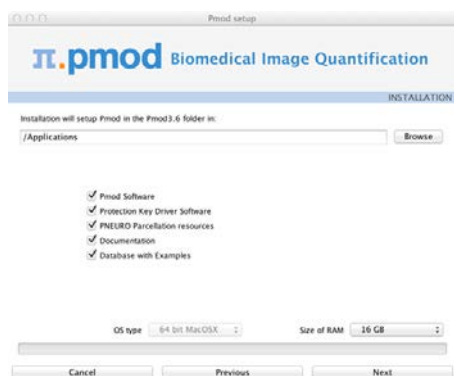 Pmod setup
π.pmod Biomedical Image Quantification
INSTALLATION
Installation will setup Pmod in the Pmod3.6 folder in:
/Applications Browse
Pmod Software
Protection Key Driver Software
PNEURO Parcellation resources
Documentation
Database with Examples
OS type 64 bit MacOSX Size of RAM 16 GB
Cancel Previous Next